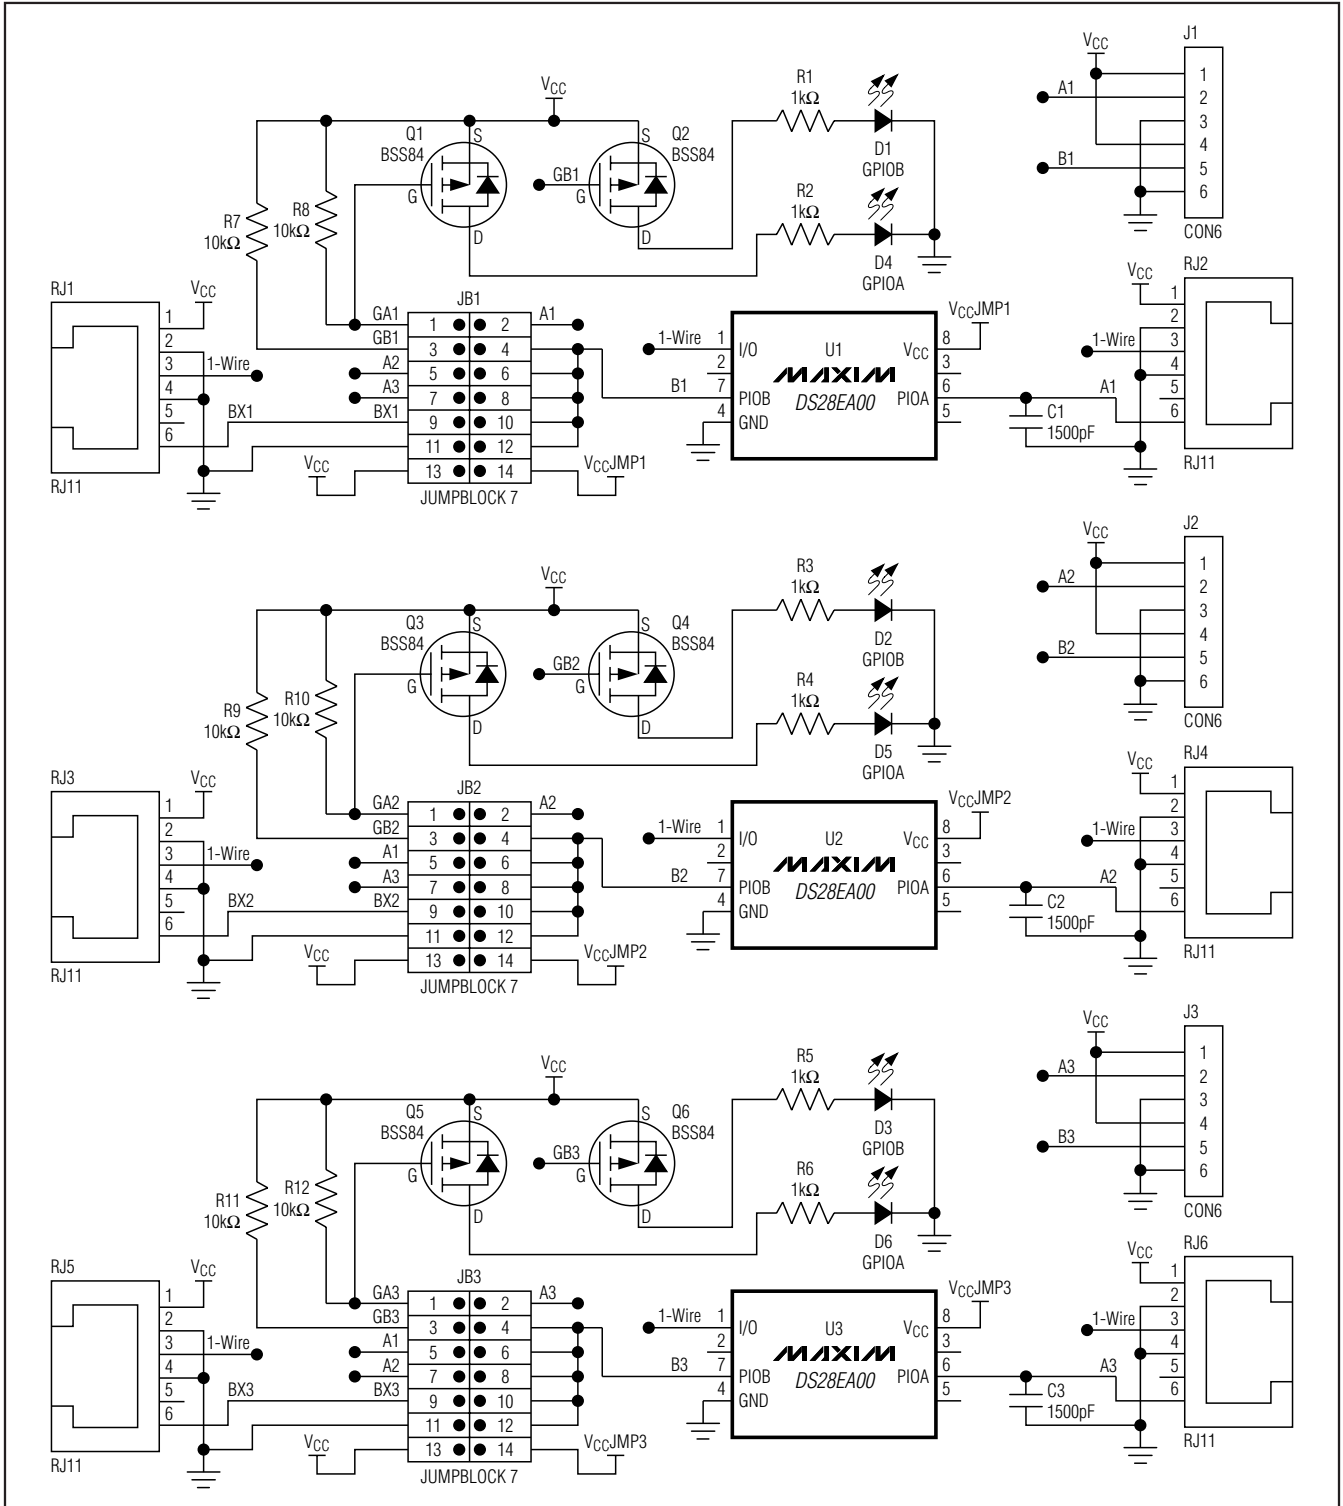 J1
VCC
1
A1
2
3
4
B1
5
6
CON6
VCC
Q1
BSS84
S
G
D
Q2
BSS84
S
GB1
G
D
R1
1kΩ
D1
GPIOB
R2
1kΩ
D4
GPIOA
R7
10kΩ
R8
10kΩ
RJ1
VCC
1
2
3
1-Wire
4
5
BX1
6
RJ11
JB1
GA1
1 2
A1
GB1
3 4
A2
5 6
A3
7 8
BX1
9 10
11 12
VCC
13 14
VCCJMP1
JUMPBLOCK 7
B1
1-Wire
1
I/O
2
7
PIOB
4
GND
U1
MAXIM
DS28EA00
VCCJMP1
8
VCC
3
6
PIOA
5
C1
1500pF
RJ2
VCC
1
2
1-Wire
3
4
5
A1
6
RJ11
J2
VCC
1
A2
2
3
4
B2
5
6
CON6
VCC
Q3
BSS84
S
G
D
Q4
BSS84
S
GB2
G
D
R3
1kΩ
D2
GPIOB
R4
1kΩ
D5
GPIOA
R9
10kΩ
R10
10kΩ
RJ3
VCC
1
2
3
1-Wire
4
5
BX2
6
RJ11
JB2
GA2
1 2
A2
GB2
3 4
A1
5 6
A3
7 8
BX2
9 10
11 12
VCC
13 14
VCCJMP2
JUMPBLOCK 7
B2
1-Wire
1
I/O
2
7
PIOB
4
GND
U2
MAXIM
DS28EA00
VCCJMP2
8
VCC
3
6
PIOA
5
C2
1500pF
RJ4
VCC
1
2
1-Wire
3
4
5
A2
6
RJ11
J3
VCC
1
A3
2
3
4
B3
5
6
CON6
VCC
Q5
BSS84
S
G
D
Q6
BSS84
S
GB3
G
D
R5
1kΩ
D3
GPIOB
R6
1kΩ
D6
GPIOA
R11
10kΩ
R12
10kΩ
RJ5
VCC
1
2
3
1-Wire
4
5
BX3
6
RJ11
JB3
GA3
1 2
A3
GB3
3 4
A1
5 6
A2
7 8
BX3
9 10
11 12
VCC
13 14
VCCJMP3
JUMPBLOCK 7
B3
1-Wire
1
I/O
2
7
PIOB
4
GND
U3
MAXIM
DS28EA00
VCCJMP3
8
VCC
3
6
PIOA
5
C3
1500pF
RJ6
VCC
1
2
1-Wire
3
4
5
A3
6
RJ11